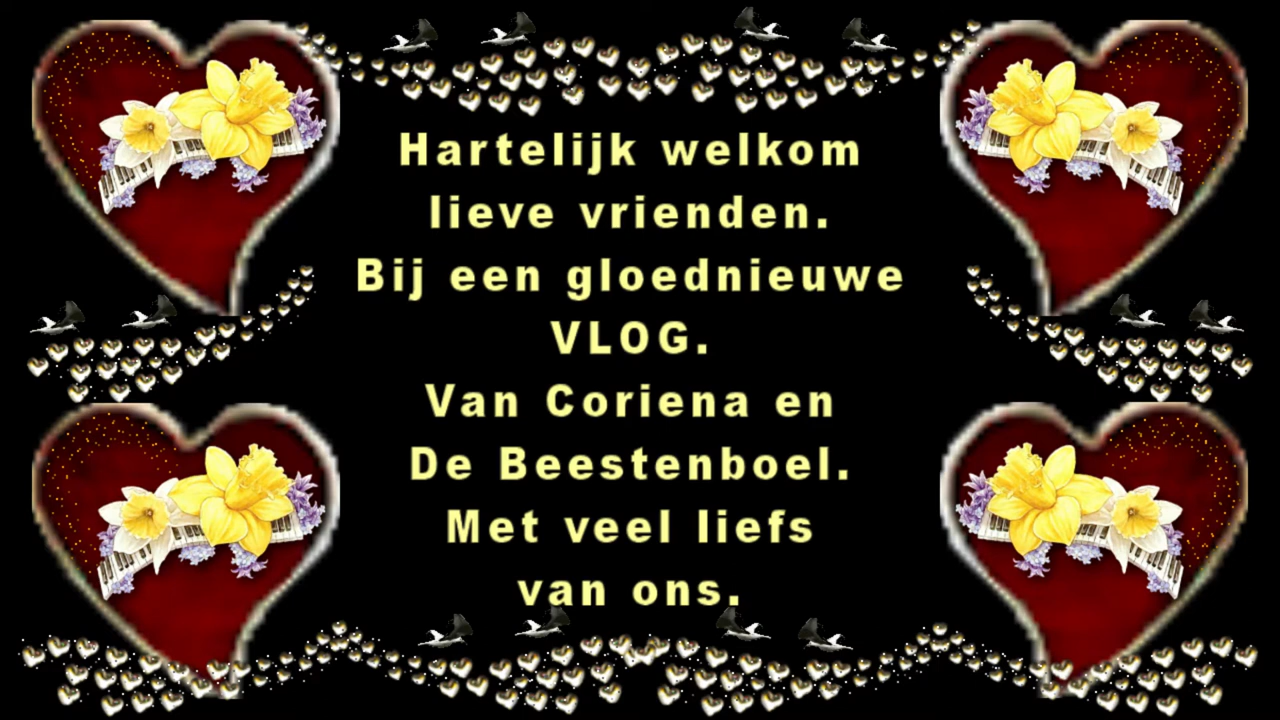 Hartelijk welkom
lieve vrienden.
Bij een gloednieuwe
VLOG.
Van Coriena en
De Beestenboel.
Met veel liefs
van ons.